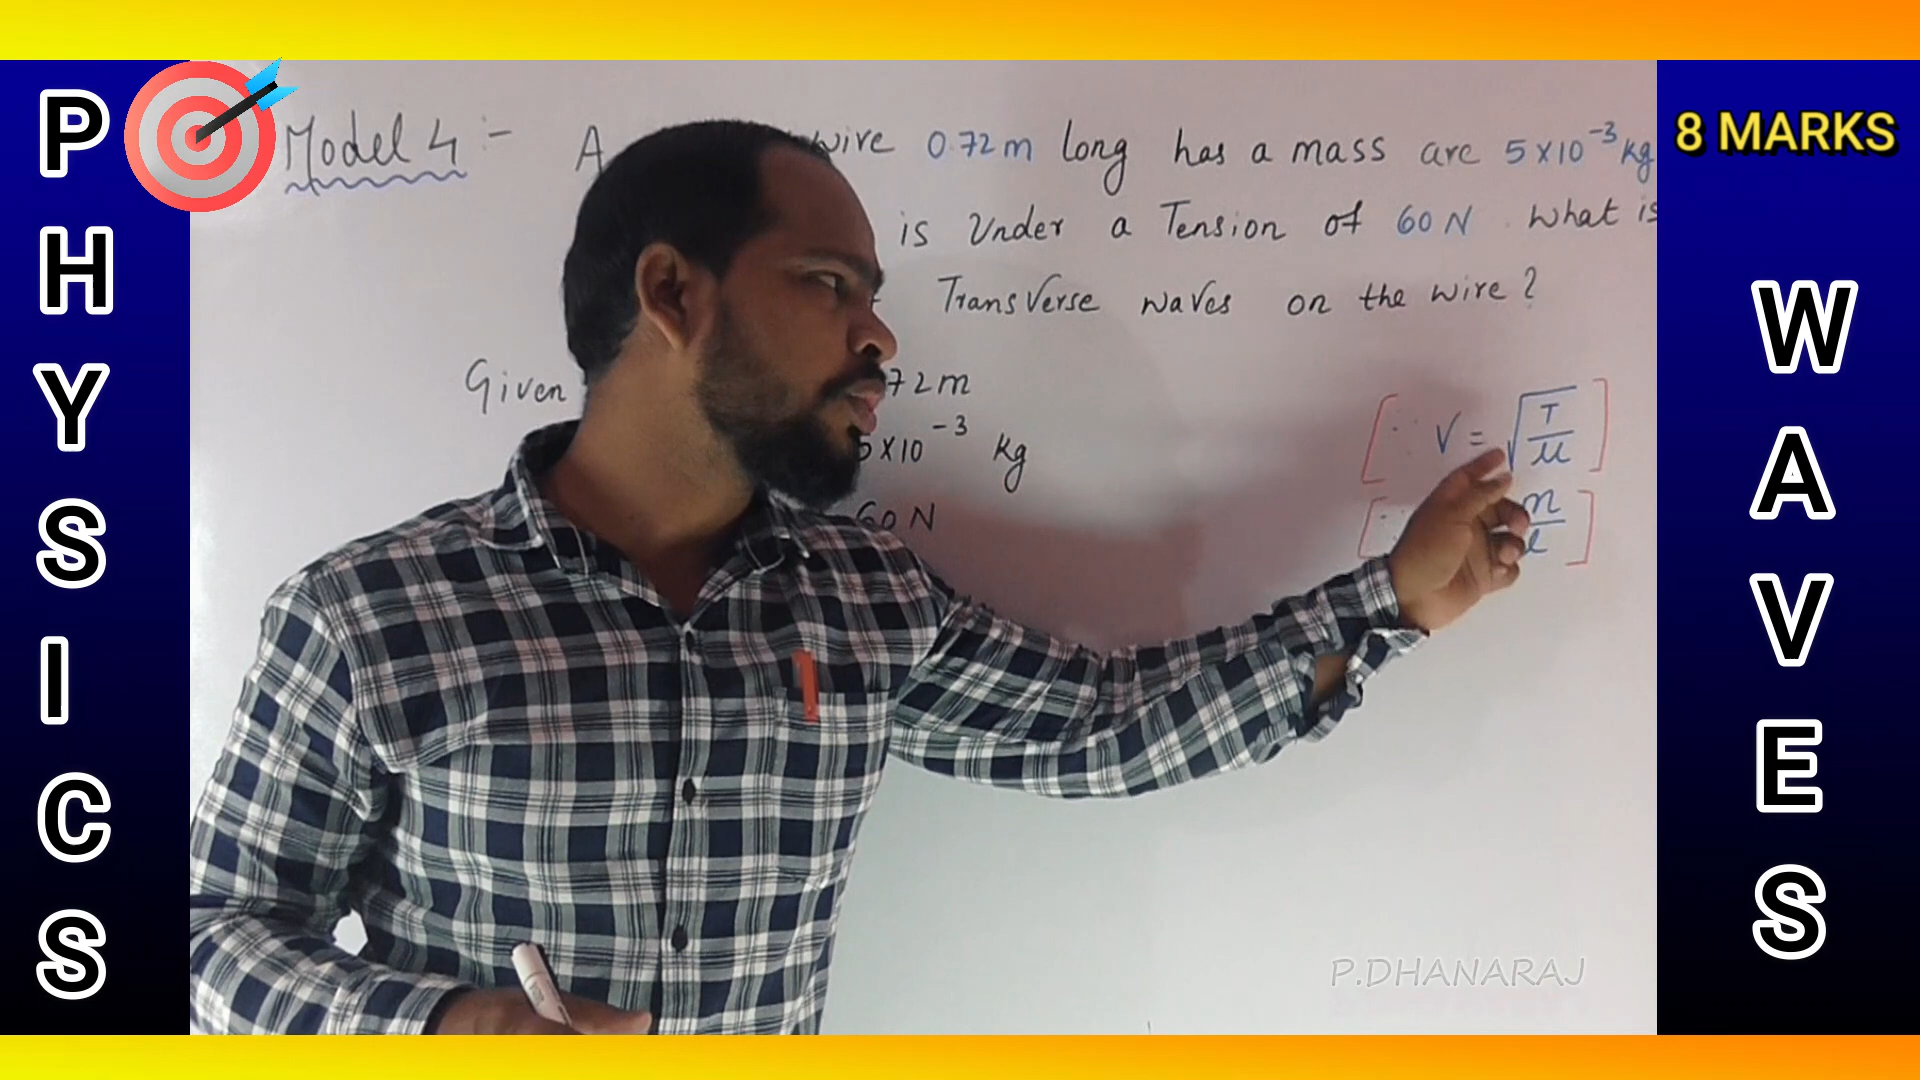 PHYSICS
8 MARKS
WAVES
Model 4 :- A wire 0.72 m long has a mass are 5 x 10⁻³ kg
is Under a Tension of 60 N . What is
Transverse waves on the wire ?
Given 72 m
5 x 10⁻³ kg
60 N
[∵ V = √(T/μ)]
[∵ m/l]
P.DHANARAJ